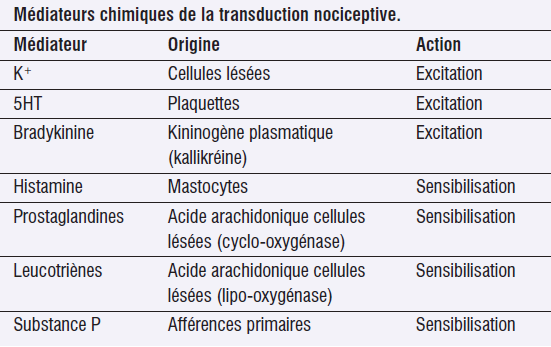 Médiateurs chimiques de la transduction nociceptive.
Médiateur Origine Action
K+ Cellules lésées Excitation
5HT Plaquettes Excitation
Bradykinine Kininogène plasmatique Excitation
(kallikréine)
Histamine Mastocytes Sensibilisation
Prostaglandines Acide arachidonique cellules Sensibilisation
lésées (cyclo-oxygénase)
Leucotriènes Acide arachidonique cellules Sensibilisation
lésées (lipo-oxygénase)
Substance P Afférences primaires Sensibilisation